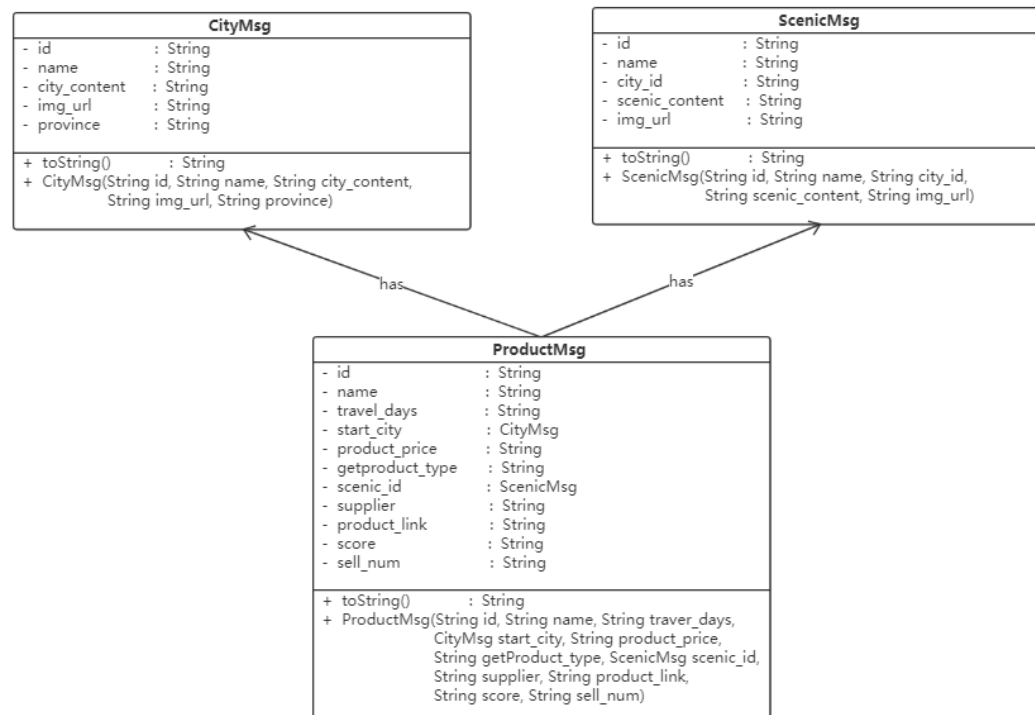 CityMsg
- id : String
- name : String
- city_content : String
- img_url : String
- province : String
+ toString() : String
+ CityMsg(String id, String name, String city_content,
String img_url, String province)
ScenicMsg
- id : String
- name : String
- city_id : String
- scenic_content : String
- img_url : String
+ toString() : String
+ ScenicMsg(String id, String name, String city_id,
String scenic_content, String img_url)
has
has
ProductMsg
- id : String
- name : String
- travel_days : String
- start_city : CityMsg
- product_price : String
- getproduct_type : String
- scenic_id : ScenicMsg
- supplier : String
- product_link : String
- score : String
- sell_num : String
+ toString() : String
+ ProductMsg(String id, String name, String traver_days,
CityMsg start_city, String product_price,
String getProduct_type, ScenicMsg scenic_id,
String supplier, String product_link,
String score, String sell_num)